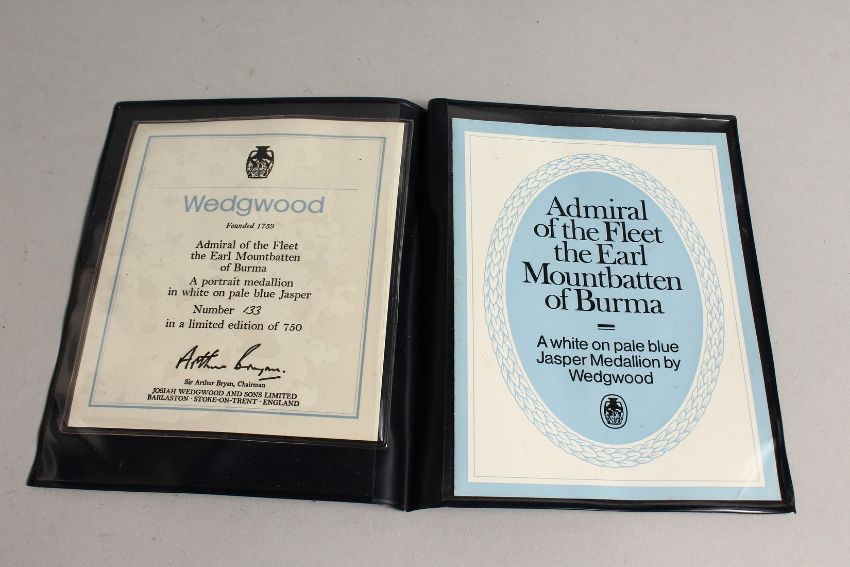 Wedgwood
Founded 1759
Admiral of the Fleet
the Earl Mountbatten
of Burma
A portrait medallion
in white on pale blue Jasper
Number 133
in a limited edition of 750
Arthur Bryan.
Sir Arthur Bryan, Chairman
JOSIAH WEDGWOOD AND SONS LIMITED
BARLASTON · STOKE-ON-TRENT · ENGLAND
Admiral
of the Fleet
the Earl
Mountbatten
of Burma
A white on pale blue
Jasper Medallion by
Wedgwood